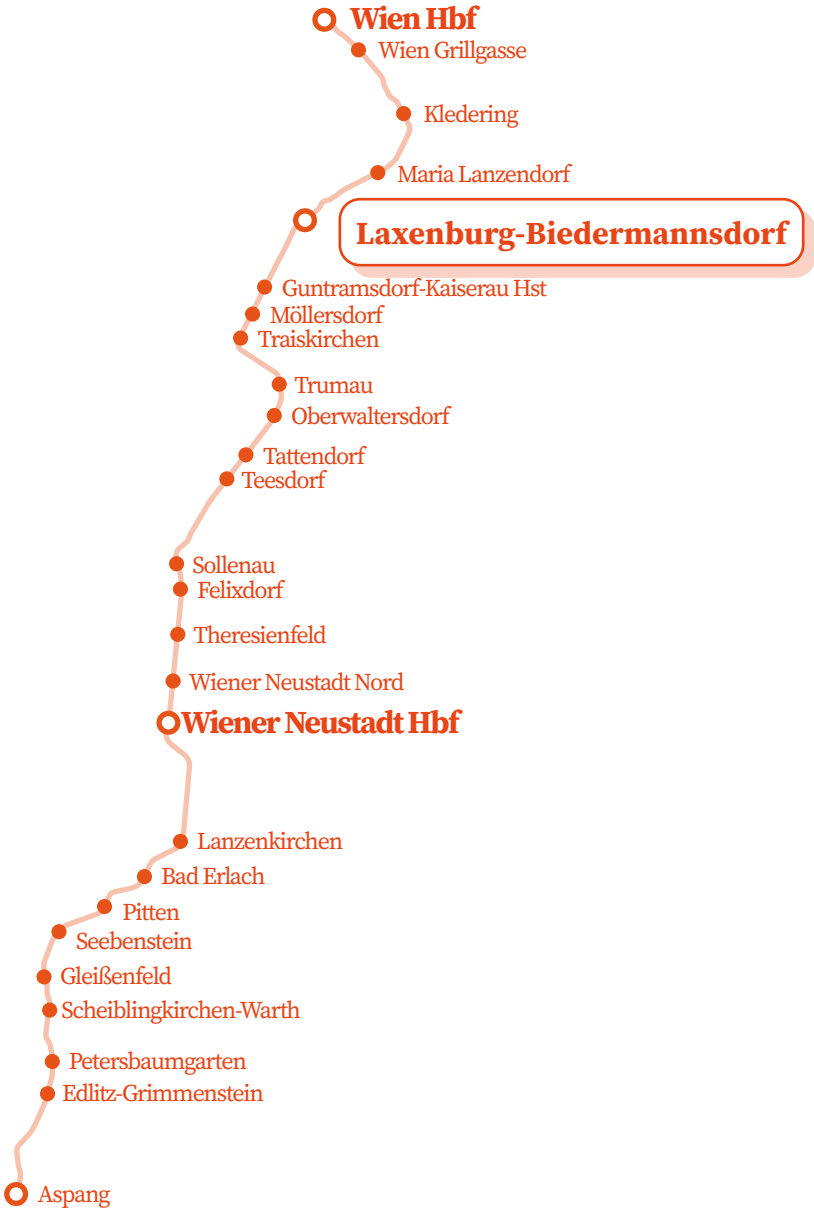 Wien Hbf
Wien Grillgasse
Kledering
Maria Lanzendorf
Laxenburg-Biedermannsdorf
Guntramsdorf-Kaiserau Hst
Möllersdorf
Traiskirchen
Trumau
Oberwaltersdorf
Tattendorf
Teesdorf
Sollenau
Felixdorf
Theresienfeld
Wiener Neustadt Nord
Wiener Neustadt Hbf
Lanzenkirchen
Bad Erlach
Pitten
Seebenstein
Gleißenfeld
Scheiblingkirchen-Warth
Petersbaumgarten
Edlitz-Grimmenstein
Aspang